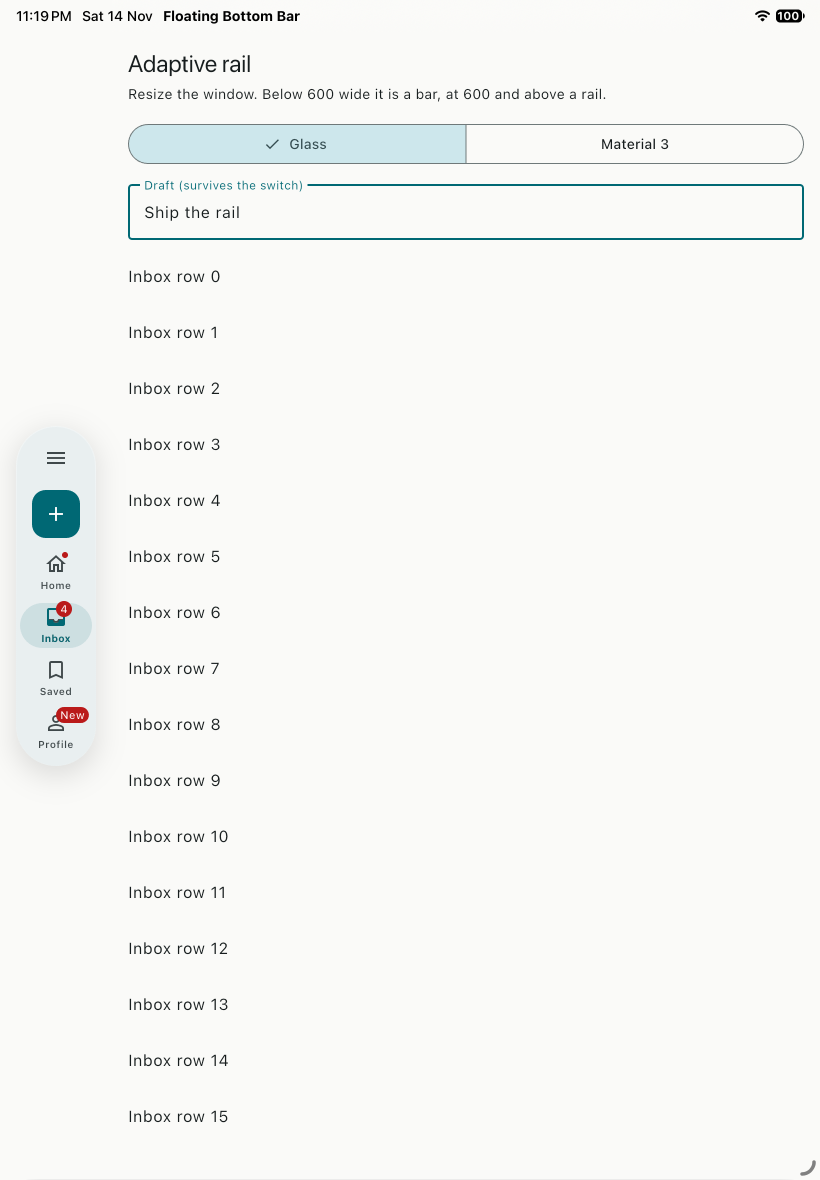 11:19 PM Sat 14 Nov Floating Bottom Bar 100
Adaptive rail
Resize the window. Below 600 wide it is a bar, at 600 and above a rail.
Glass Material 3
Draft (survives the switch)
Ship the rail
Inbox row 0
Inbox row 1
Inbox row 2
Inbox row 3
Inbox row 4
Inbox row 5
Inbox row 6
Inbox row 7
Inbox row 8
Inbox row 9
Inbox row 10
Inbox row 11
Inbox row 12
Inbox row 13
Inbox row 14
Inbox row 15
Home
4
Inbox
Saved
New
Profile